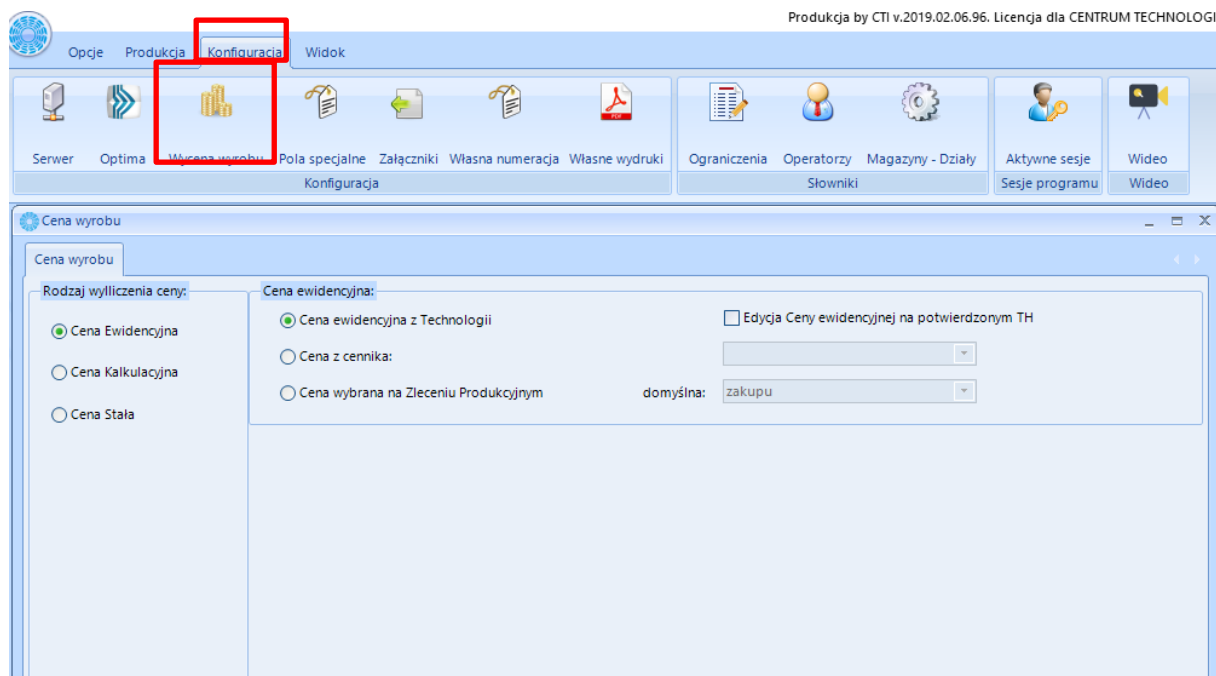 Produkcja by CTI v.2019.02.06.96. Licencja dla CENTRUM TECHNOLOGI
Opcje Produkcja Konfiguracja Widok
Serwer Optima Wycena wyrobu Pola specjalne Załączniki Własna numeracja Własne wydruki Ograniczenia Operatorzy Magazyny - Działy Aktywne sesje Wideo
PDF
Konfiguracja Słowniki Sesje programu Wideo
Cena wyrobu
Cena wyrobu
Rodzaj wylliczenia ceny: Cena ewidencyjna:
Cena Ewidencyjna Cena ewidencyjna z Technologii Edycja Ceny ewidencyjnej na potwierdzonym TH
Cena Kalkulacyjna Cena z cennika:
Cena Stała Cena wybrana na Zleceniu Produkcyjnym domyślna: zakupu